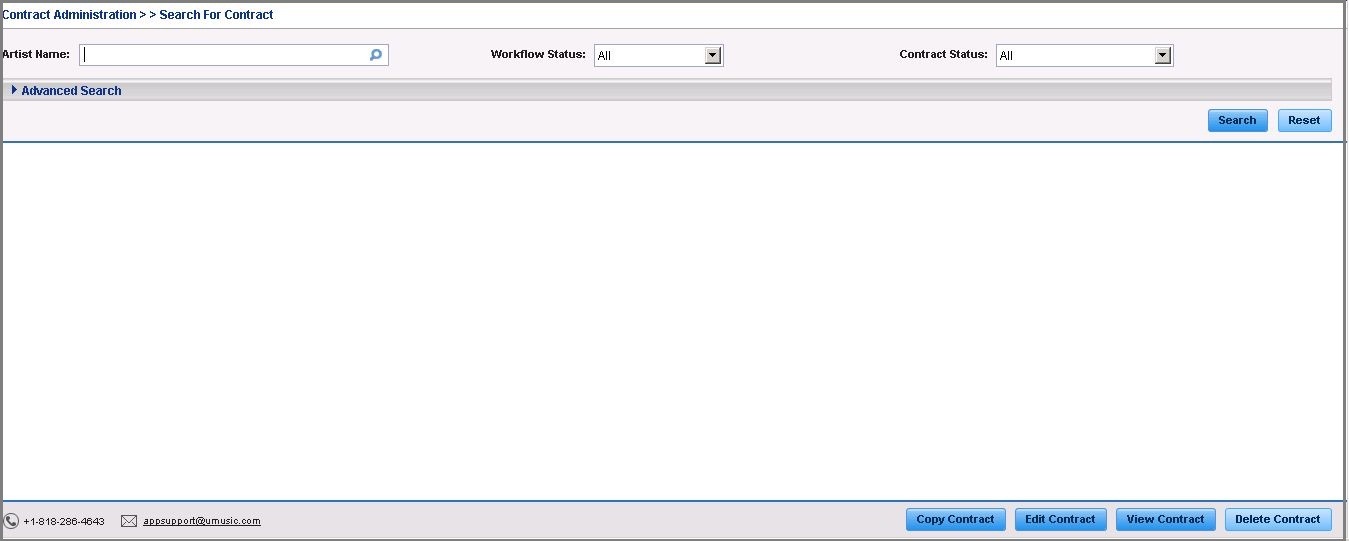 Contract Administration > > Search For Contract
Artist Name: Workflow Status: All Contract Status: All
Advanced Search
Search Reset
+1-818-286-4643 appsupport@umusic.com Copy Contract Edit Contract View Contract Delete Contract